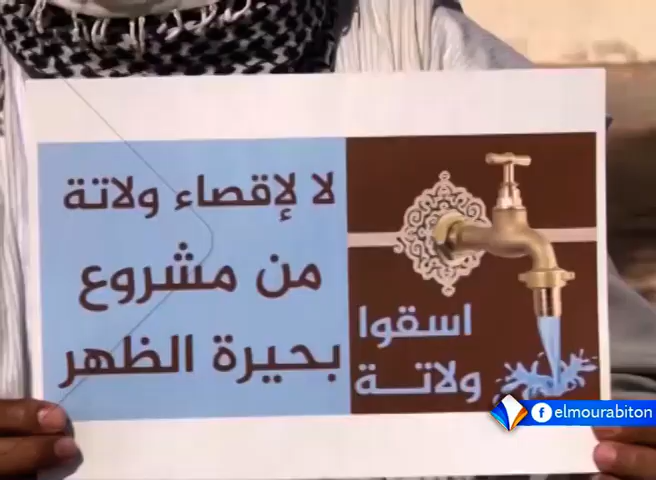 لا لإقصاء ولاتة
من مشروع
بحيرة الظهر
اسقوا
ولاتة
elmourabiton